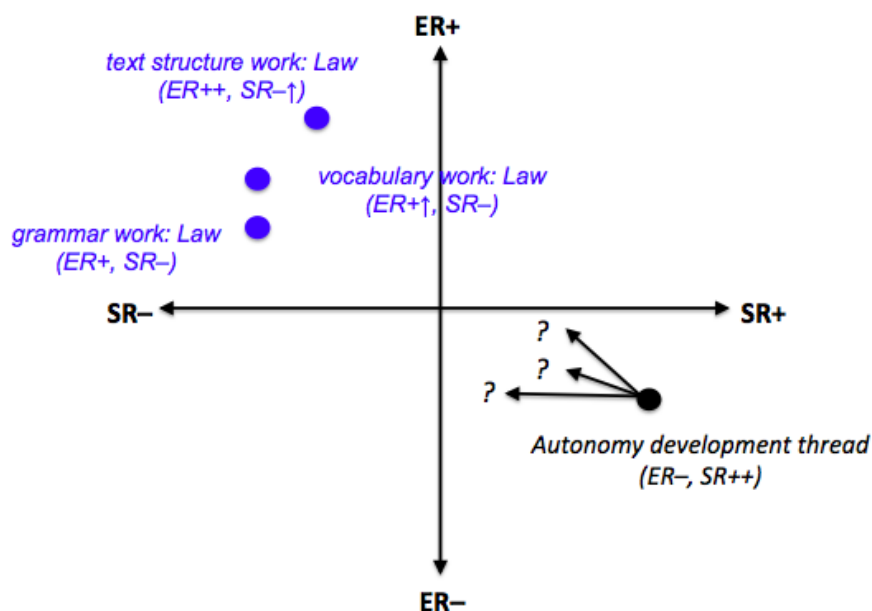 ER+
text structure work: Law
(ER++, SR–↑)
vocabulary work: Law
(ER+↑, SR–)
grammar work: Law
(ER+, SR–)
SR–
SR+
?
?
?
Autonomy development thread
(ER–, SR++)
ER–